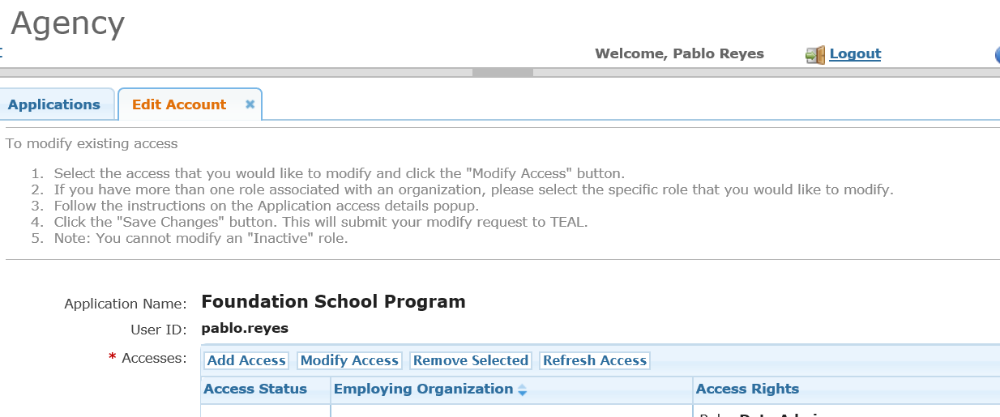 Agency
Welcome, Pablo Reyes Logout
Applications Edit Account
To modify existing access
1. Select the access that you would like to modify and click the "Modify Access" button.
2. If you have more than one role associated with an organization, please select the specific role that you would like to modify.
3. Follow the instructions on the Application access details popup.
4. Click the "Save Changes" button. This will submit your modify request to TEAL.
5. Note: You cannot modify an "Inactive" role.
Application Name: Foundation School Program
User ID: pablo.reyes
* Accesses: Add Access Modify Access Remove Selected Refresh Access
Access Status Employing Organization Access Rights